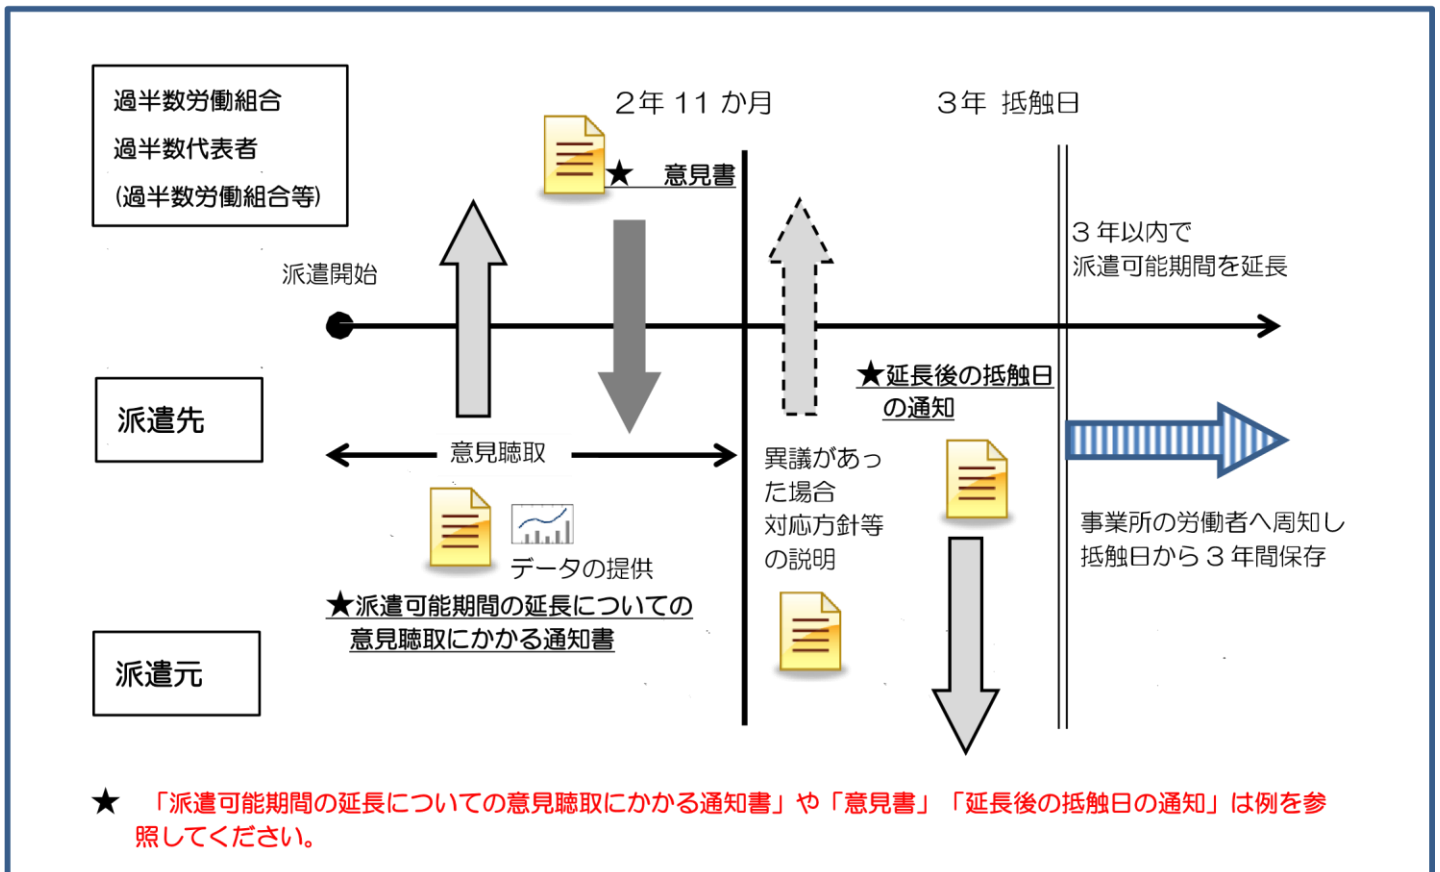 過半数労働組合
過半数代表者
(過半数労働組合等)
2年 11 か月
3年 抵触日
★ 意見書
派遣開始
3 年以内で
派遣可能期間を延長
★延長後の抵触日
の通知
派遣先
意見聴取
異議があっ
た場合
対応方針等
の説明
データの提供
事業所の労働者へ周知し
抵触日から 3 年間保存
★派遣可能期間の延長についての
意見聴取にかかる通知書
派遣元
★ 「派遣可能期間の延長についての意見聴取にかかる通知書」や「意見書」「延長後の抵触日の通知」は例を参
照してください。